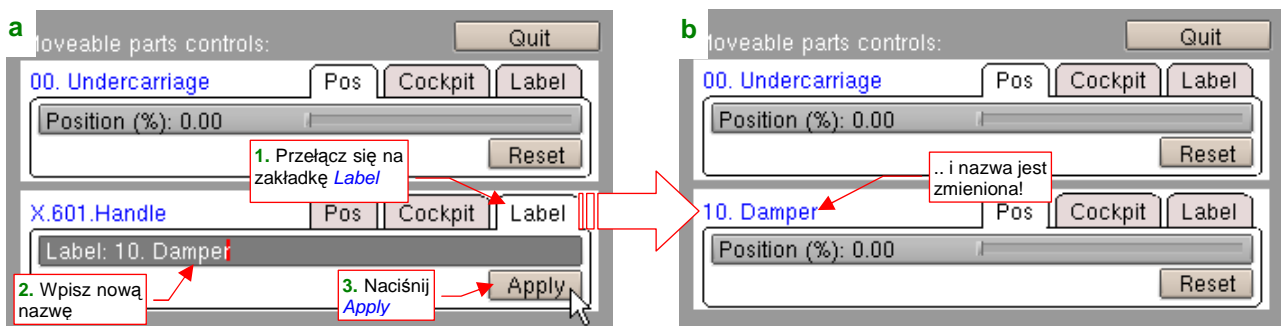 a
loveable parts controls:
Quit
00. Undercarriage
Pos
Cockpit
Label
Position (%): 0.00
Reset
1. Przełącz się na
zakładkę Label
X.601.Handle
Pos
Cockpit
Label
Label: 10. Damper
2. Wpisz nową
nazwę
3. Naciśnij
Apply
Apply
b
loveable parts controls:
Quit
00. Undercarriage
Pos
Cockpit
Label
Position (%): 0.00
Reset
.. i nazwa jest
zmieniona!
10. Damper
Pos
Cockpit
Label
Position (%): 0.00
Reset